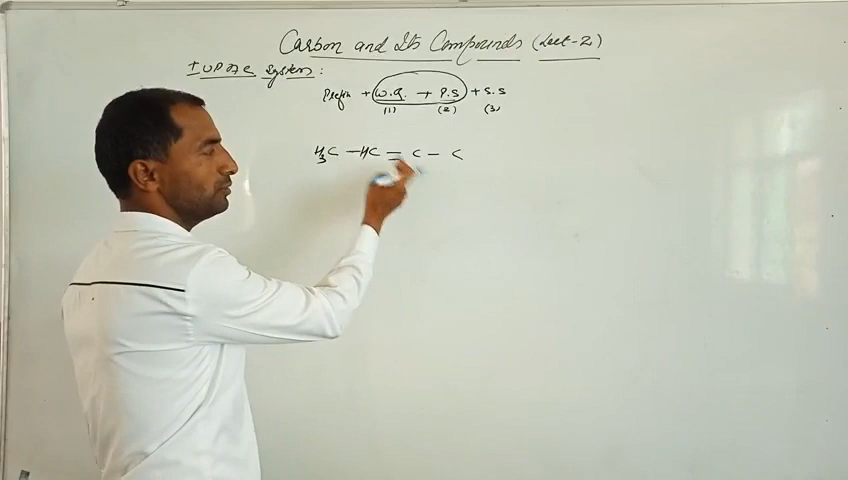 Carbon and Its Compounds (Lect-2)
IUPAC System:
Prefix + W.R. + P.S + S.S
(1) (2) (3)
H₃C - HC = C - C